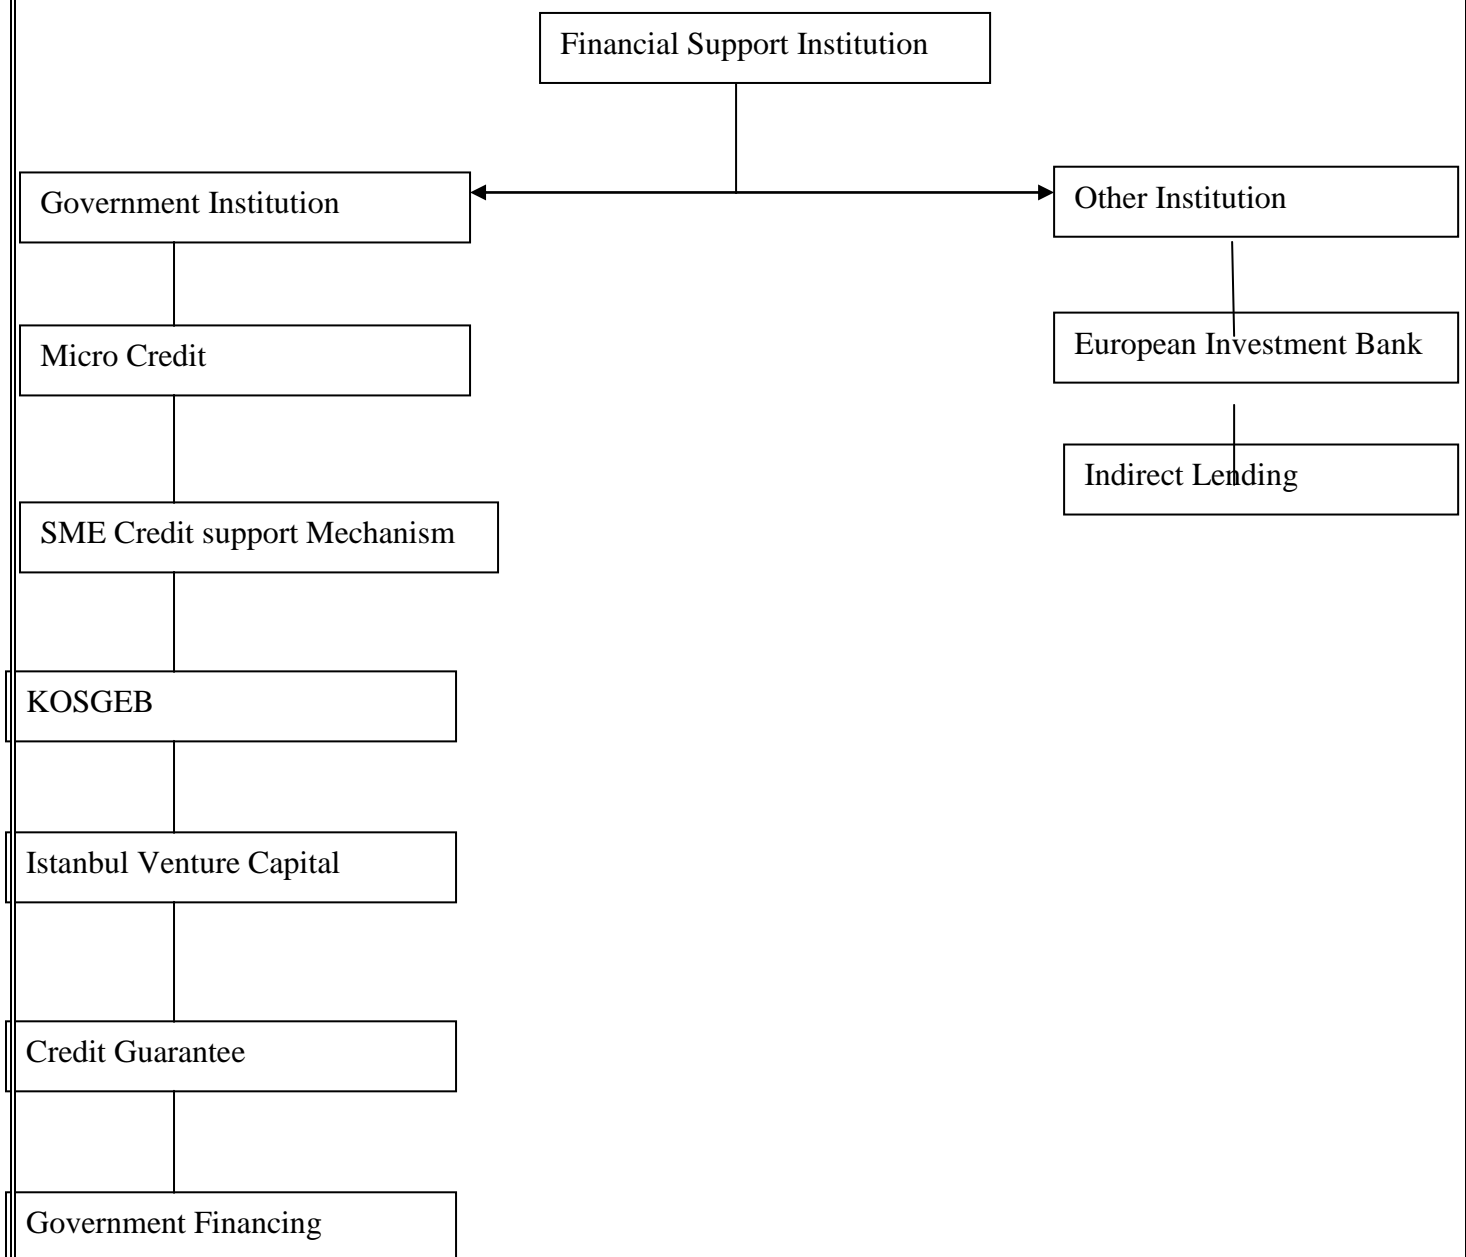 Financial Support Institution
Government Institution
Other Institution
Micro Credit
European Investment Bank
Indirect Lending
SME Credit support Mechanism
KOSGEB
Istanbul Venture Capital
Credit Guarantee
Government Financing